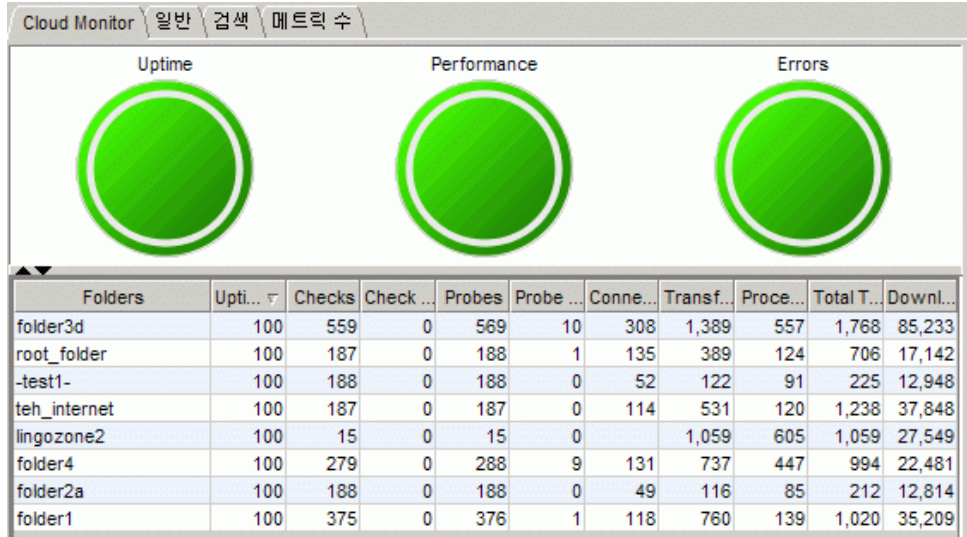 Cloud Monitor 일반 검색 메트릭 수
Uptime Performance Errors
Folders Upti... Checks Check ... Probes Probe ... Conne... Transf... Proce... Total T... Downl...
folder3d 100 559 0 569 10 308 1,389 557 1,768 85,233
root_folder 100 187 0 188 1 135 389 124 706 17,142
-test1- 100 188 0 188 0 52 122 91 225 12,948
teh_internet 100 187 0 187 0 114 531 120 1,238 37,848
lingozone2 100 15 0 15 0 1,059 605 1,059 27,549
folder4 100 279 0 288 9 131 737 447 994 22,481
folder2a 100 188 0 188 0 49 116 85 212 12,814
folder1 100 375 0 376 1 118 760 139 1,020 35,209